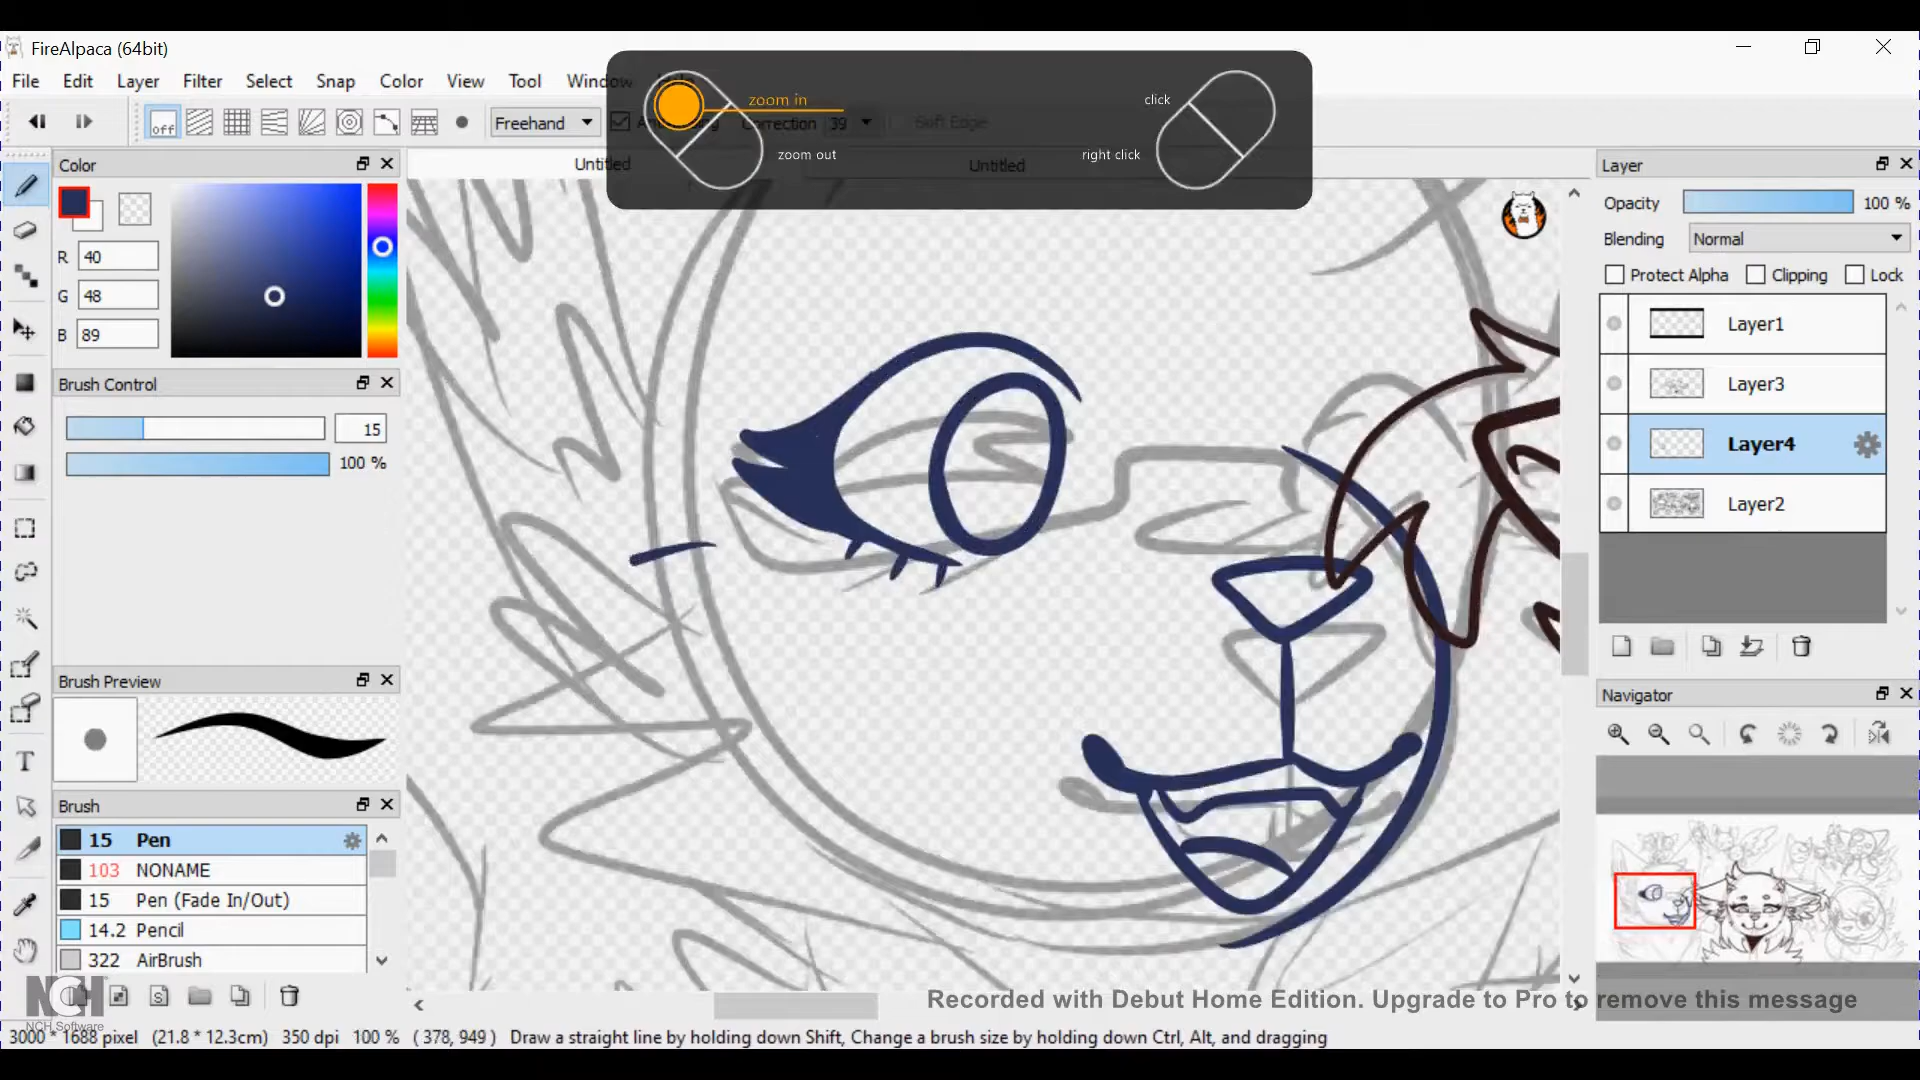 FireAlpaca (64bit)
File Edit Layer Filter Select Snap Color View Tool Window
off Freehand Correction 39 Soft Edge
zoom in
zoom out
click
right click
Untitled Untitled
Color
R 40
G 48
B 89
Brush Control
15
100 %
Brush Preview
Brush
15 Pen
103 NONAME
15 Pen (Fade In/Out)
14.2 Pencil
322 AirBrush
Layer
Opacity 100 %
Blending Normal
Protect Alpha Clipping Lock
Layer1
Layer3
Layer4
Layer2
Navigator
NCH
NCH Software
Recorded with Debut Home Edition. Upgrade to Pro to remove this message
3000 * 1688 pixel (21.8 * 12.3cm) 350 dpi 100 % ( 378, 949 ) Draw a straight line by holding down Shift, Change a brush size by holding down Ctrl, Alt, and dragging